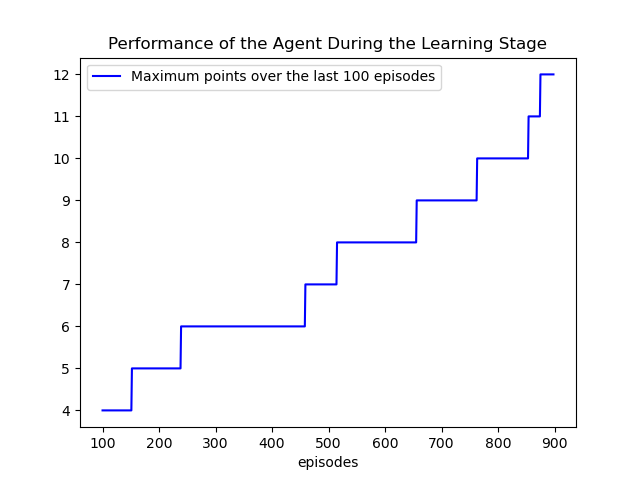 Performance of the Agent During the Learning Stage
Maximum points over the last 100 episodes
12
11
10
9
8
7
6
5
4
100 200 300 400 500 600 700 800 900
episodes